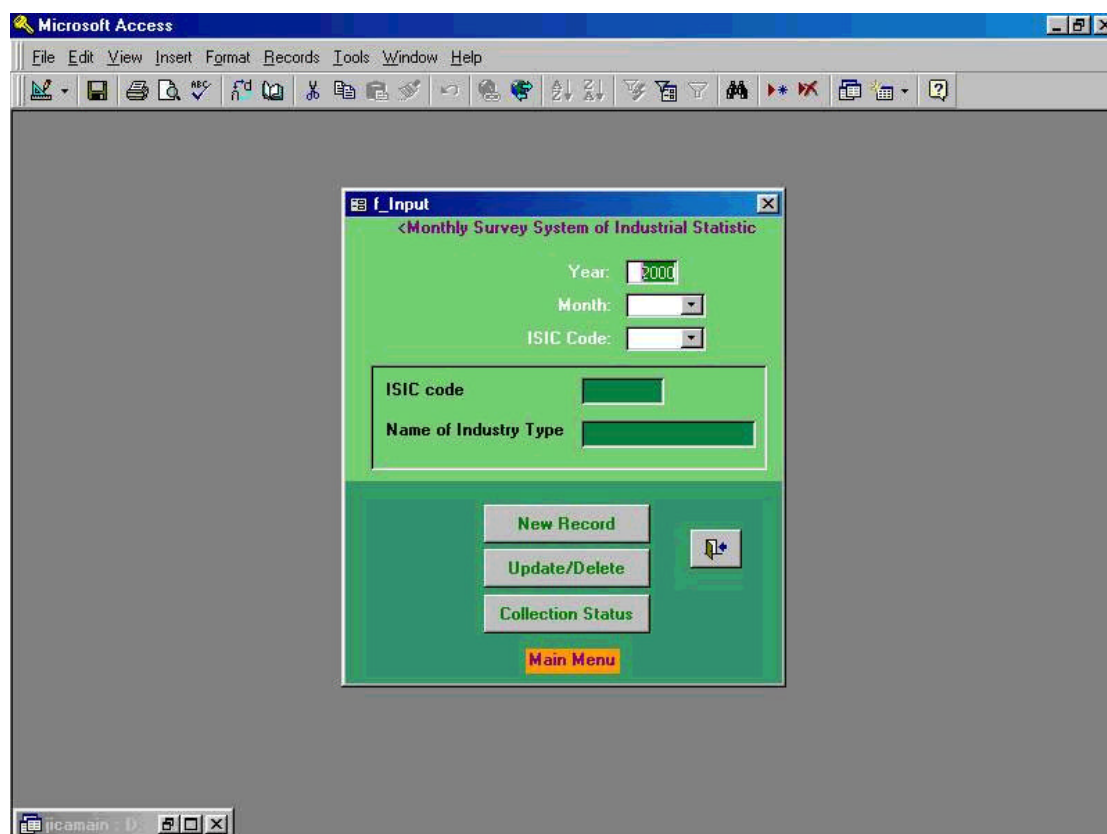 Microsoft Access
File Edit View Insert Format Records Tools Window Help
f_Input
<Monthly Survey System of Industrial Statistic
Year: 2000
Month:
ISIC Code:
ISIC code
Name of Industry Type
New Record
Update/Delete
Collection Status
Main Menu
jicamain : D